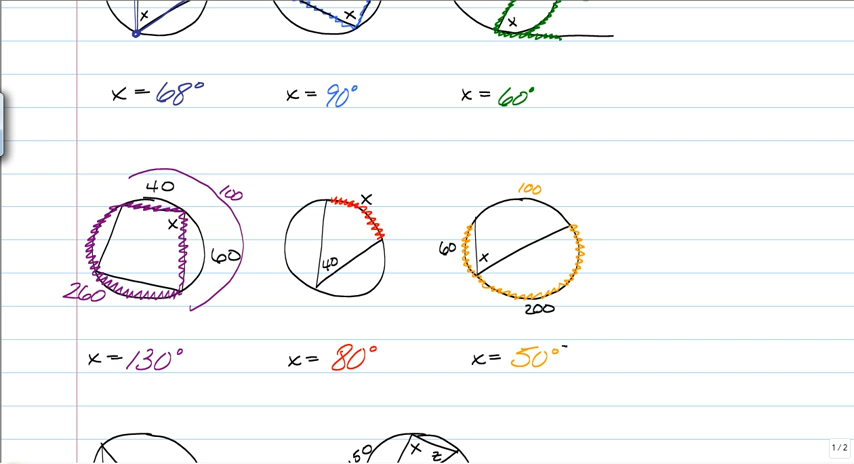 x x x
x = 68° x = 90° x = 60°
40 100 x 100
x 60 40 60 x
260 200
x = 130° x = 80° x = 50°
50 x z
1/2